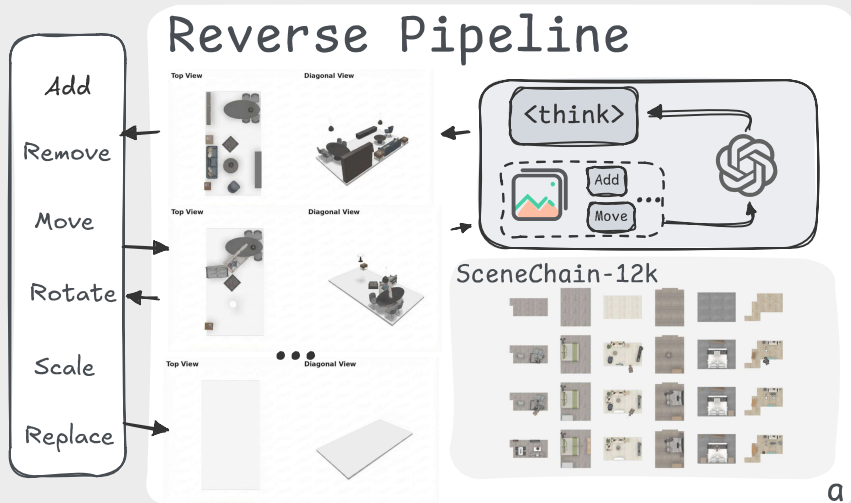 Reverse Pipeline
Add
Remove
Move
Rotate
Scale
Replace
Top View
Diagonal View
Top View
Diagonal View
Top View
Diagonal View
<think>
Add
Move
SceneChain-12k
a